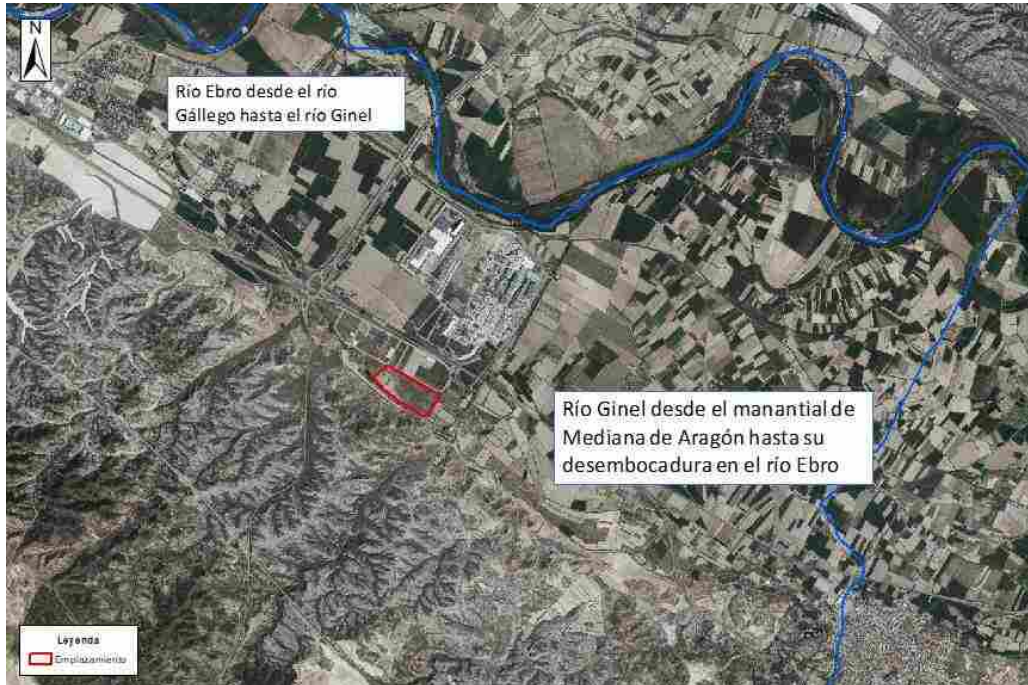 N
Río Ebro desde el río
Gállego hasta el río Ginel
Río Ginel desde el manantial de
Mediana de Aragón hasta su
desembocadura en el río Ebro
Leyenda
Emplazamiento